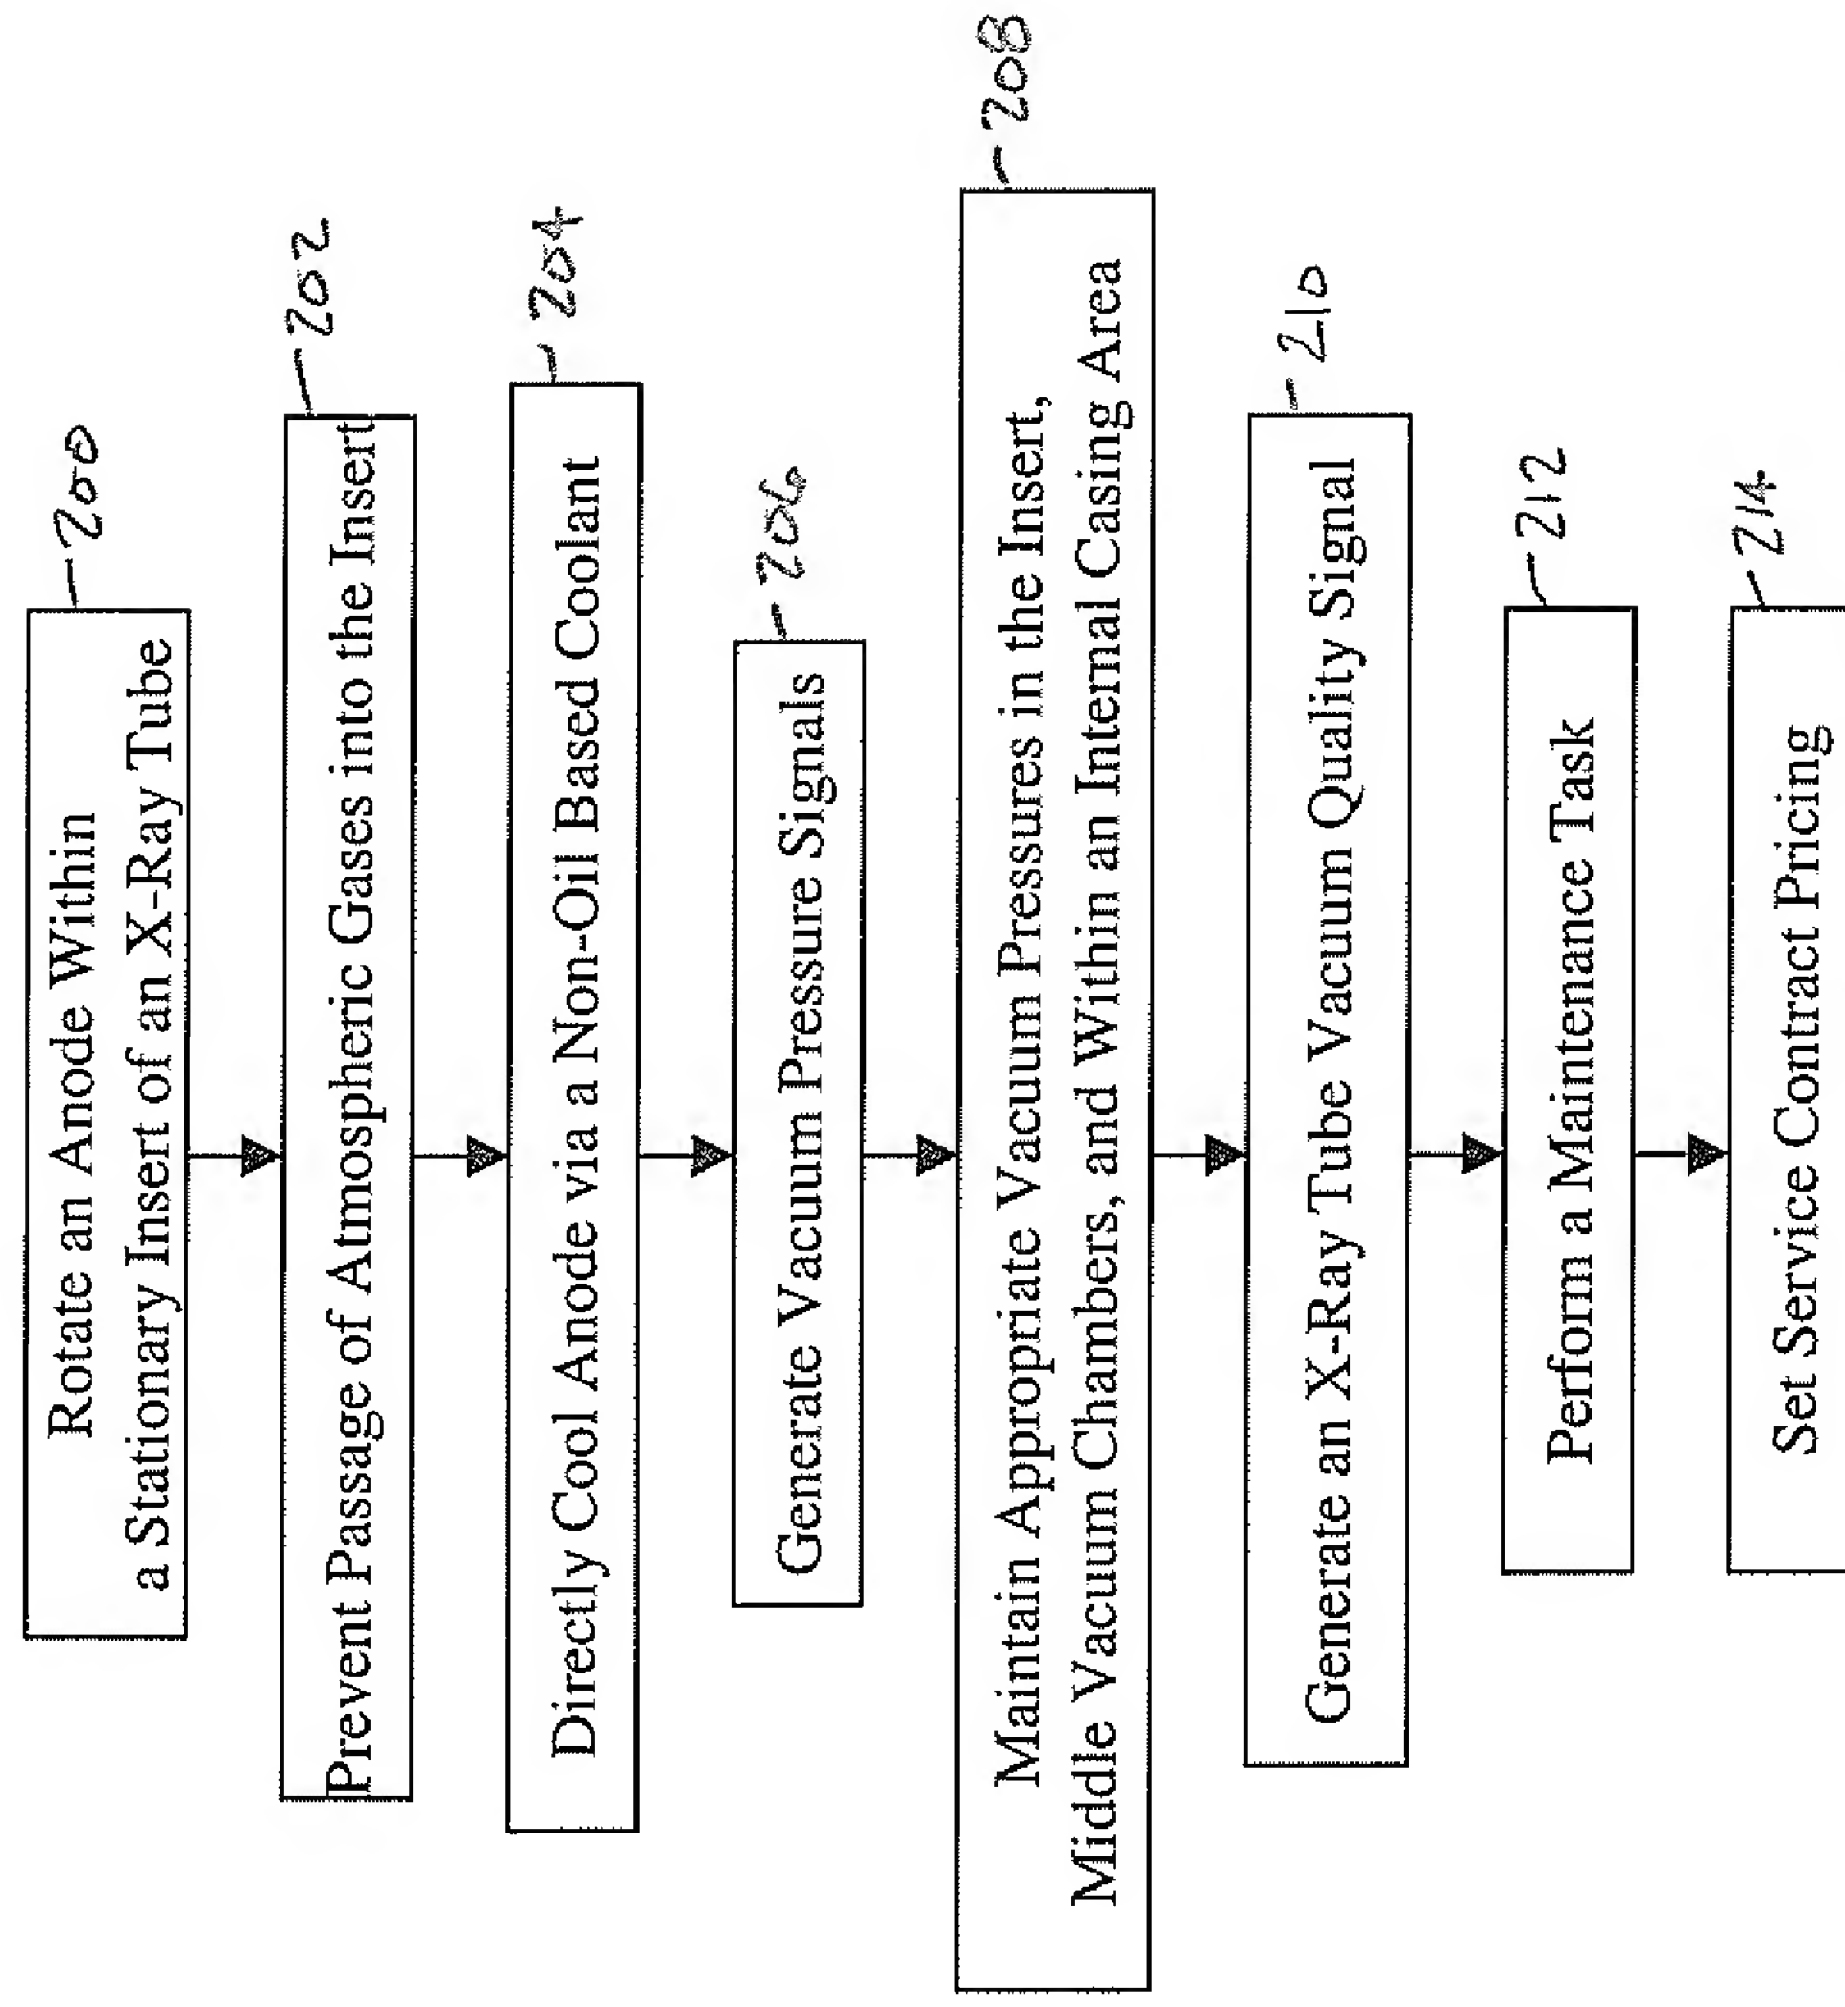 Rotate an Anode Within
a Stationary Insert of an X-Ray Tube
200
Prevent Passage of Atmospheric Gases into the Insert
202
Directly Cool Anode via a Non-Oil Based Coolant
204
Generate Vacuum Pressure Signals
206
Maintain Appropriate Vacuum Pressures in the Insert,
Middle Vacuum Chambers, and Within an Internal Casing Area
208
Generate an X-Ray Tube Vacuum Quality Signal
210
Perform a Maintenance Task
212
Set Service Contract Pricing
214